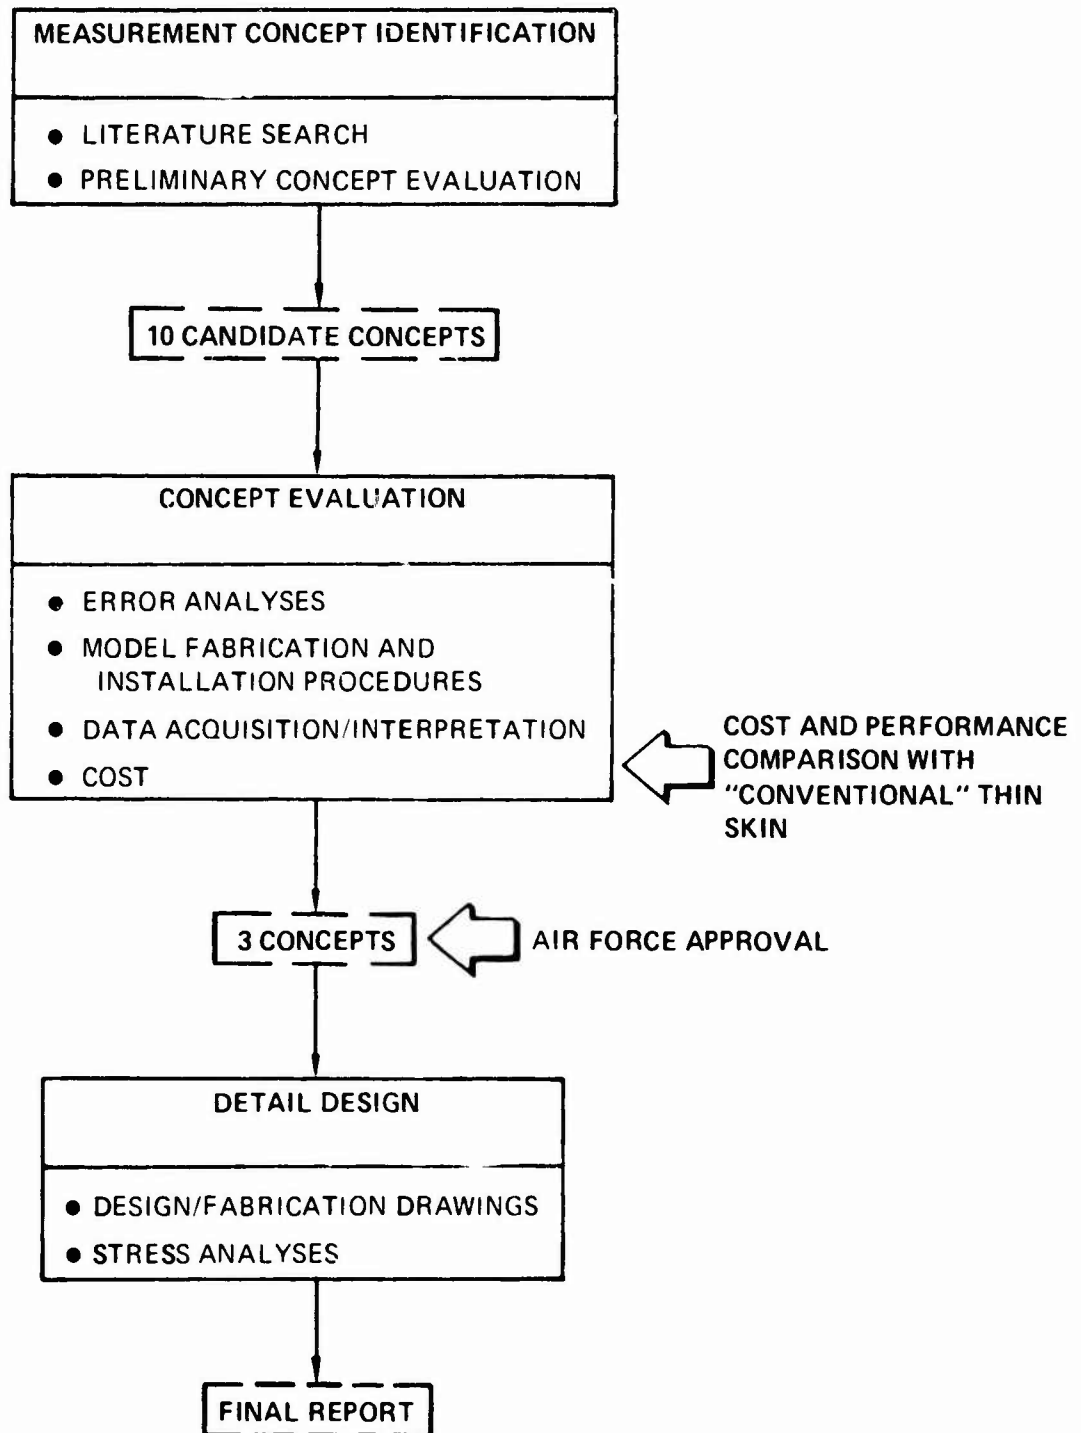 MEASUREMENT CONCEPT IDENTIFICATION
● LITERATURE SEARCH
● PRELIMINARY CONCEPT EVALUATION
10 CANDIDATE CONCEPTS
CONCEPT EVALUATION
● ERROR ANALYSES
● MODEL FABRICATION AND
INSTALLATION PROCEDURES
● DATA ACQUISITION/INTERPRETATION
● COST
COST AND PERFORMANCE
COMPARISON WITH
"CONVENTIONAL" THIN
SKIN
3 CONCEPTS
AIR FORCE APPROVAL
DETAIL DESIGN
● DESIGN/FABRICATION DRAWINGS
● STRESS ANALYSES
FINAL REPORT